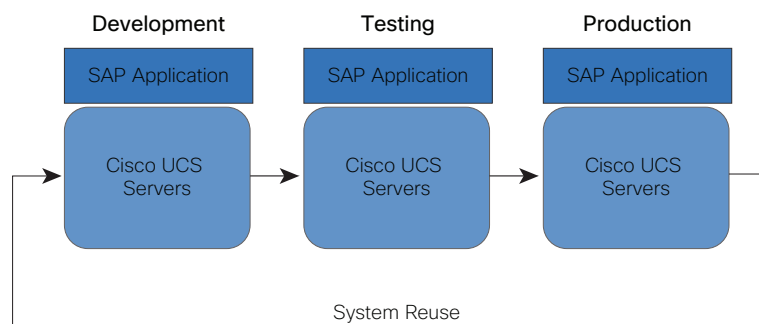 Development
Testing
Production
SAP Application
SAP Application
SAP Application
Cisco UCS
Servers
Cisco UCS
Servers
Cisco UCS
Servers
System Reuse